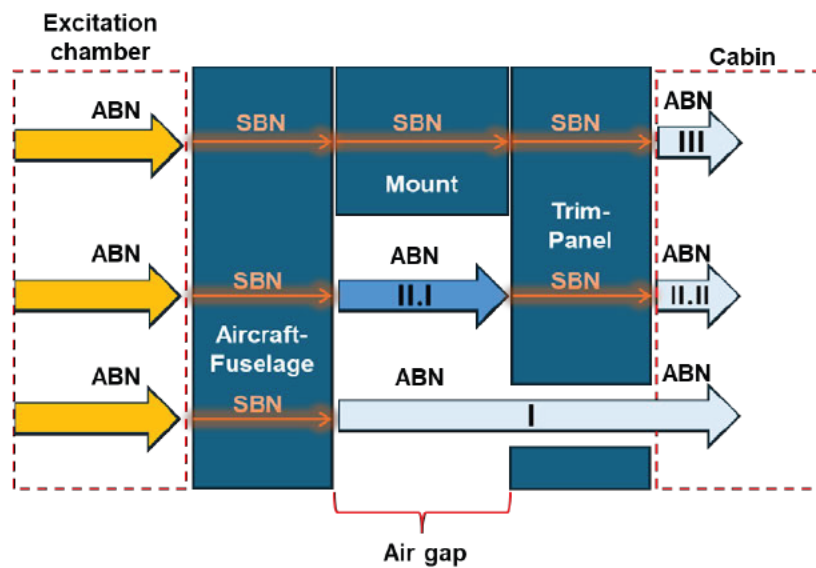 Excitation
chamber
Cabin
ABN
SBN
SBN
SBN
ABN
III
Mount
Trim-
Panel
ABN
SBN
ABN
II.I
SBN
ABN
II.II
Aircraft-
Fuselage
ABN
SBN
ABN
I
ABN
Air gap